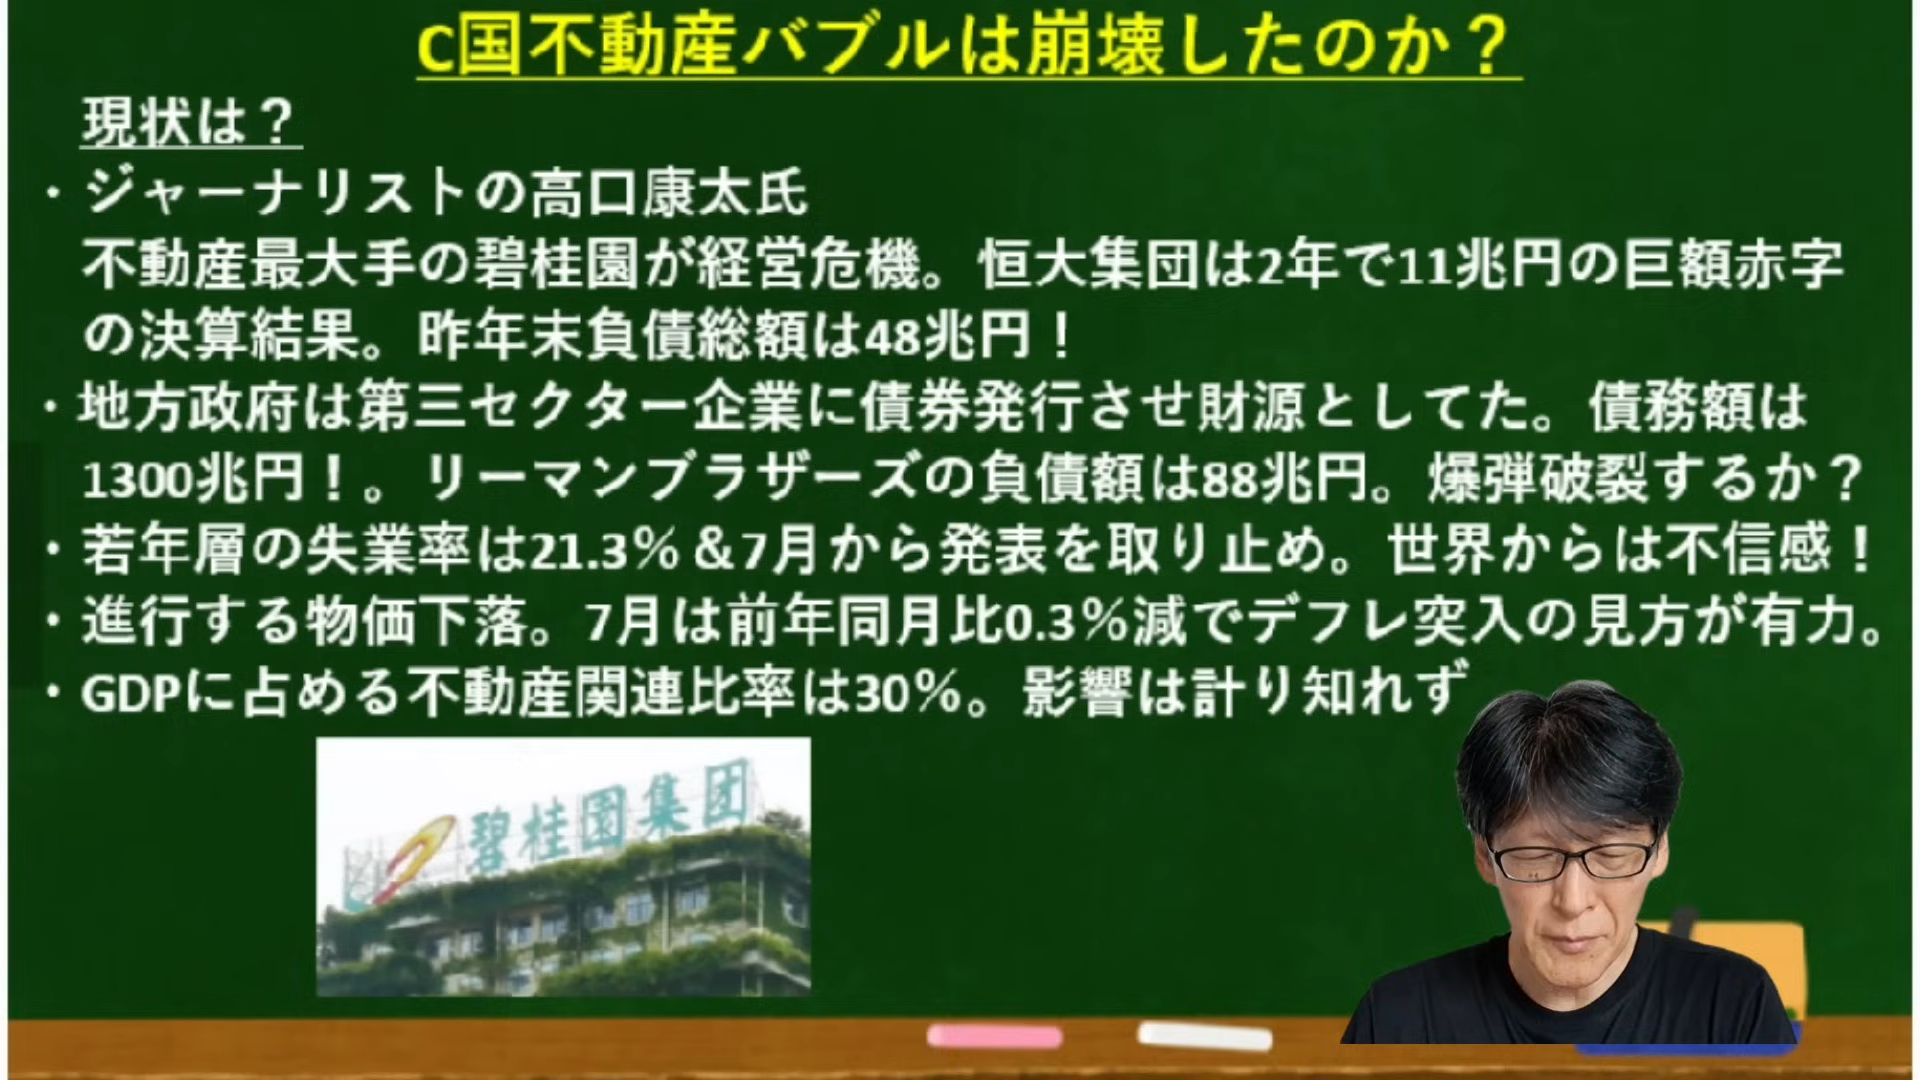 C国不動産バブルは崩壊したのか？
現状は？
・ジャーナリストの高口康太氏
不動産最大手の碧桂園が経営危機。恒大集団は2年で11兆円の巨額赤字
の決算結果。昨年末負債総額は48兆円！
・地方政府は第三セクター企業に債券発行させ財源としてた。債務額は
1300兆円！。リーマンブラザーズの負債額は88兆円。爆弾破裂するか？
・若年層の失業率は21.3％＆7月から発表を取り止め。世界からは不信感！
・進行する物価下落。7月は前年同月比0.3％減でデフレ突入の見方が有力。
・GDPに占める不動産関連比率は30％。影響は計り知れず
碧桂园集团